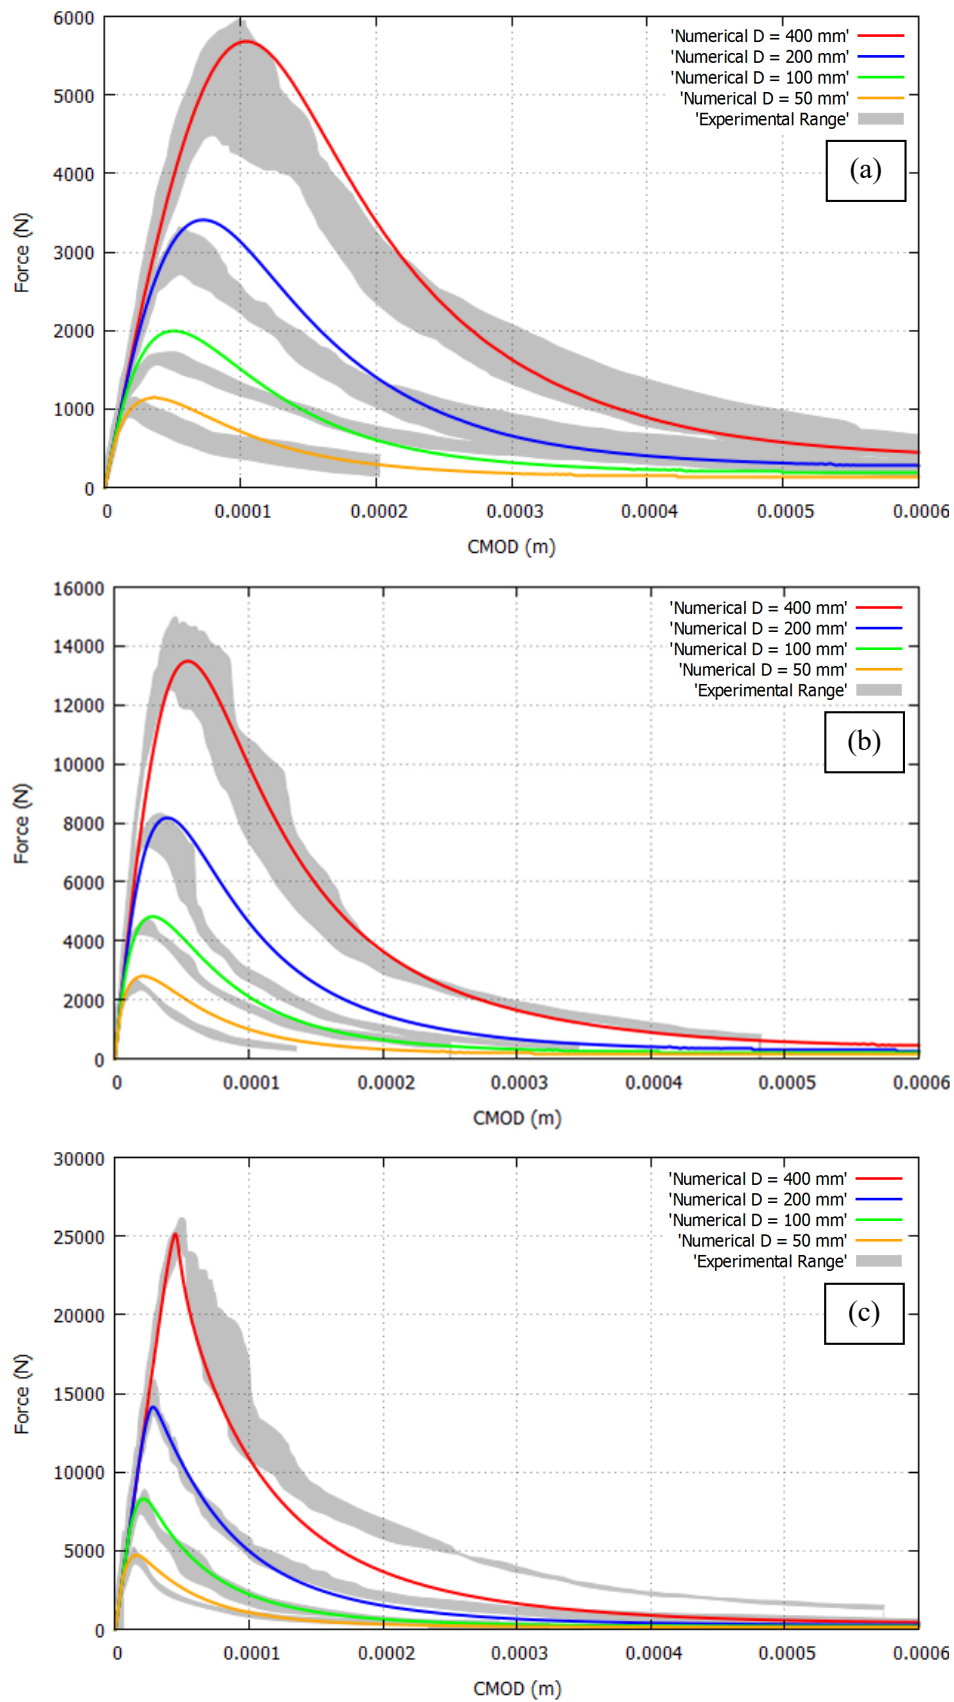 6000
'Numerical D = 400 mm'
'Numerical D = 200 mm'
5000
'Numerical D = 100 mm'
'Numerical D = 50 mm'
'Experimental Range'
(a)
4000
Force (N)
3000
2000
1000
0
0 0.0001 0.0002 0.0003 0.0004 0.0005 0.0006
CMOD (m)
16000
'Numerical D = 400 mm'
'Numerical D = 200 mm'
14000
'Numerical D = 100 mm'
'Numerical D = 50 mm'
'Experimental Range'
12000
(b)
10000
Force (N)
8000
6000
4000
2000
0
0 0.0001 0.0002 0.0003 0.0004 0.0005 0.0006
CMOD (m)
30000
'Numerical D = 400 mm'
'Numerical D = 200 mm'
'Numerical D = 100 mm'
25000
'Numerical D = 50 mm'
'Experimental Range'
(c)
20000
Force (N)
15000
10000
5000
0
0 0.0001 0.0002 0.0003 0.0004 0.0005 0.0006
CMOD (m)